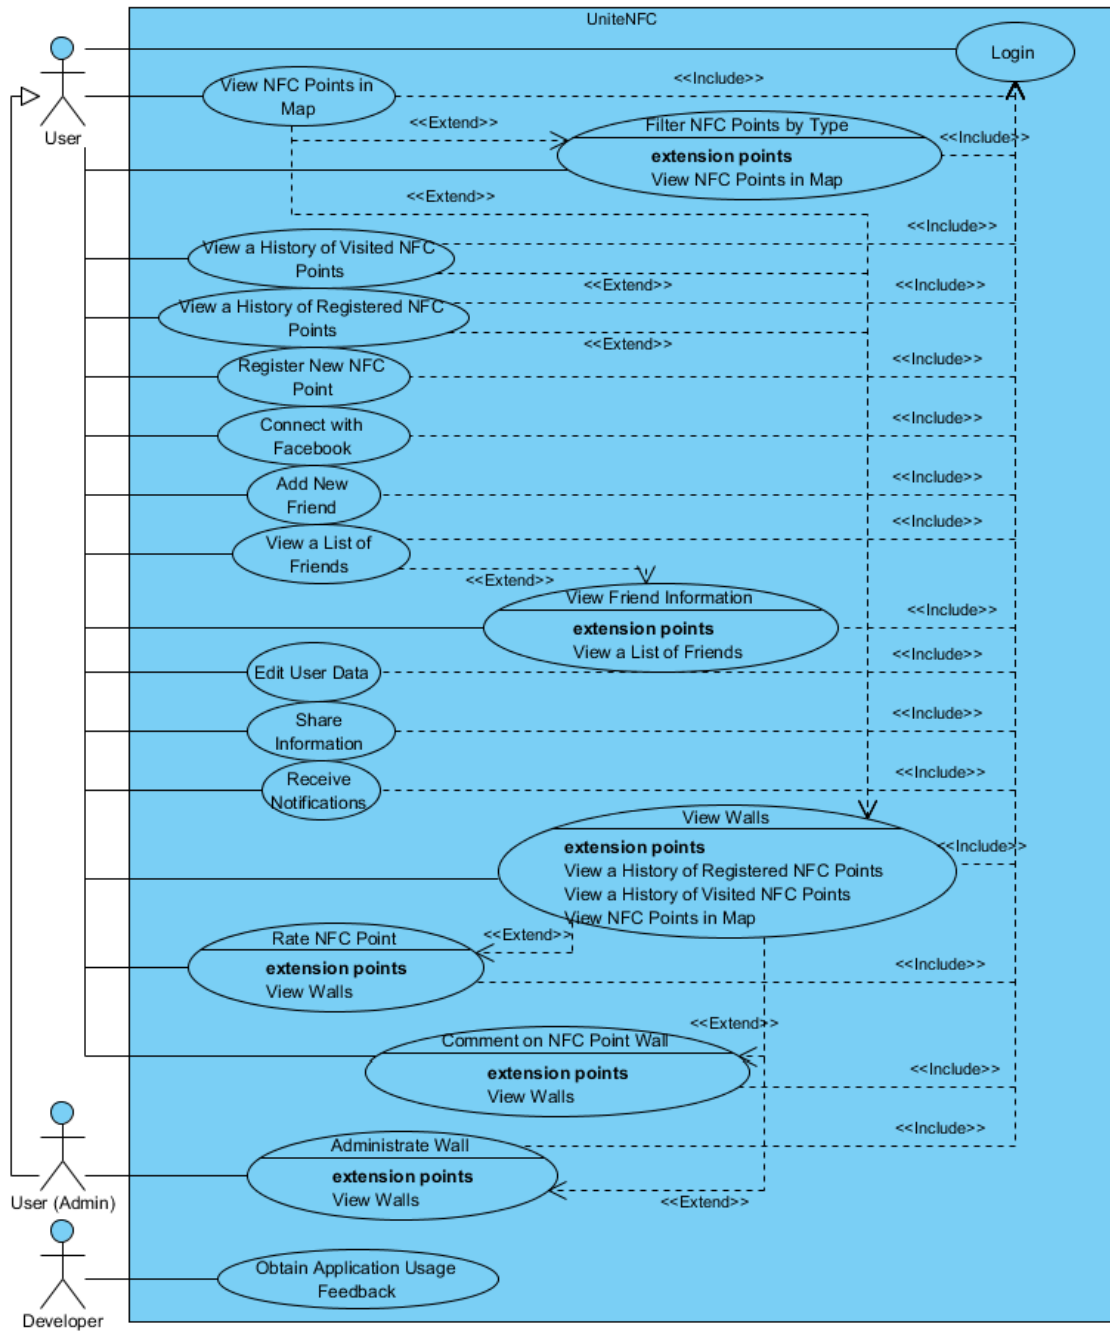 UniteNFC
Login
View NFC Points in
Map
<<Include>>
User
<<Extend>>
Filter NFC Points by Type
<<Include>>
extension points
View NFC Points in Map
<<Extend>>
<<Include>>
View a History of Visited NFC
Points
<<Extend>>
<<Include>>
View a History of Registered NFC
Points
<<Extend>>
Register New NFC
Point
<<Include>>
Connect with
Facebook
<<Include>>
Add New
Friend
<<Include>>
View a List of
Friends
<<Include>>
<<Extend>>
View Friend Information
extension points
View a List of Friends
<<Include>>
Edit User Data
<<Include>>
Share
Information
<<Include>>
Receive
Notifications
<<Include>>
View Walls
extension points
View a History of Registered NFC Points
View a History of Visited NFC Points
View NFC Points in Map
<<Include>>
<<Extend>>
Rate NFC Point
extension points
View Walls
<<Include>>
<<Extend>>
Comment on NFC Point Wall
extension points
View Walls
<<Include>>
<<Include>>
Administrate Wall
extension points
View Walls
<<Extend>>
User (Admin)
Obtain Application Usage
Feedback
Developer